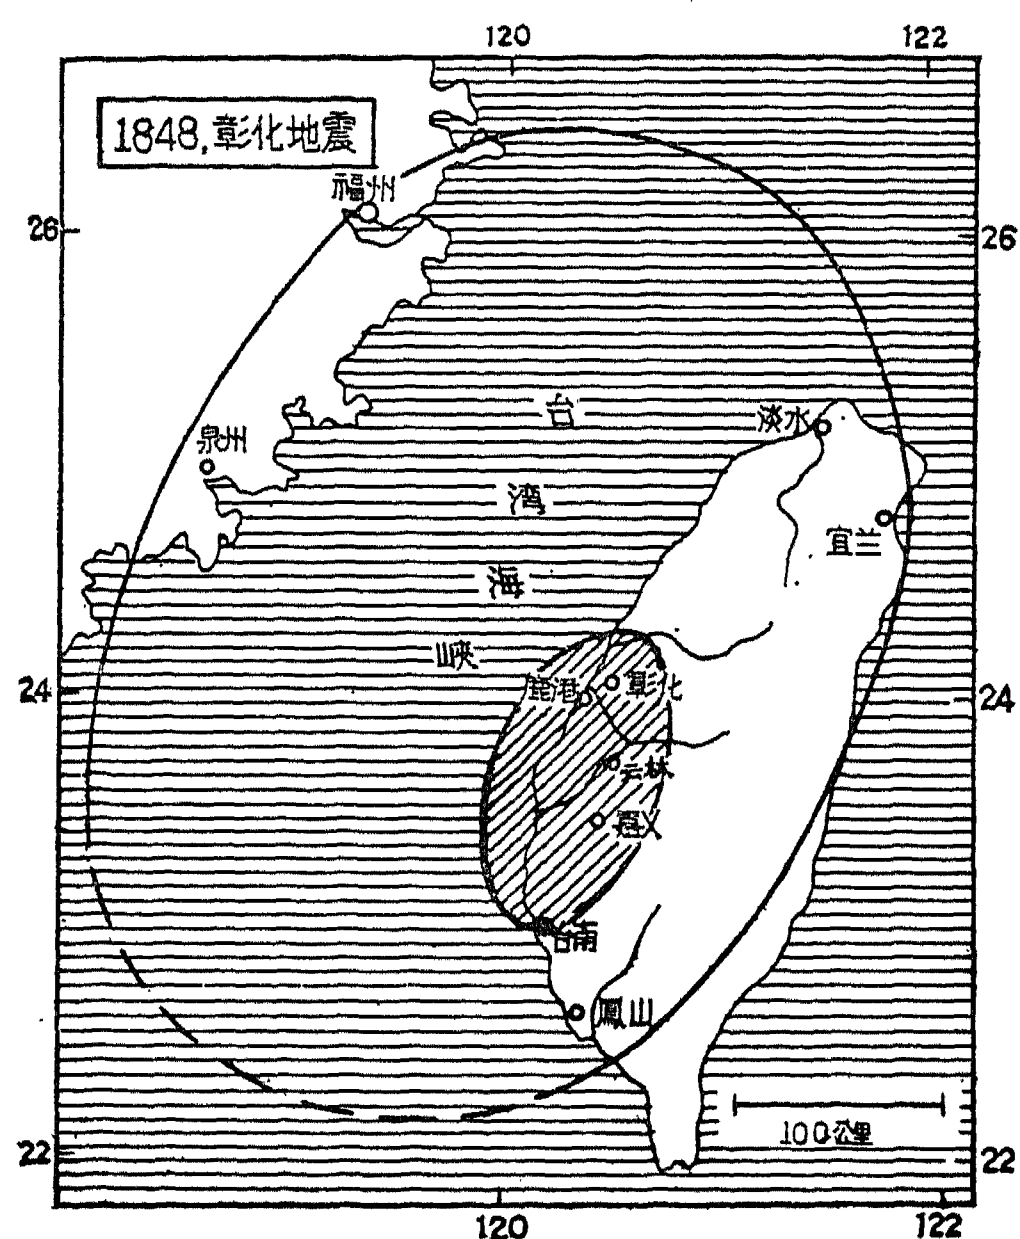 120 122
1848,彰化地震
福州
26 26
台
淡水
泉州
湾
宜兰
海
峡
24 24
鹿港 彰化
云林
嘉义
台南
鳳山
100公里
22 22
120 122